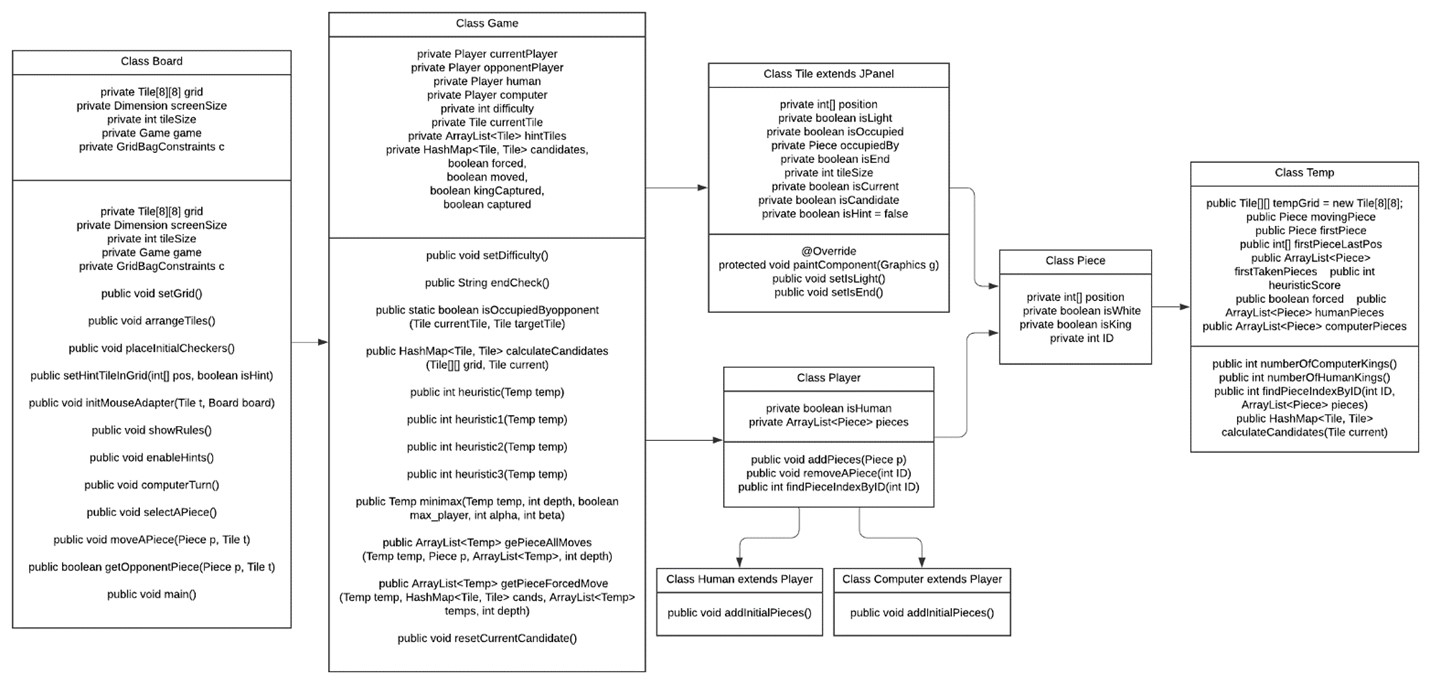 Class Board
private Tile[8][8] grid
private Dimension screenSize
private int tileSize
private Game game
private GridBagConstraints c
private Tile[8][8] grid
private Dimension screenSize
private int tileSize
private Game game
private GridBagConstraints c
public void setGrid()
public void arrangeTiles()
public void placeInitialCheckers()
public setHintTileInGrid(int[] pos, boolean isHint)
public void initMouseAdapter(Tile t, Board board)
public void showRules()
public void enableHints()
public void computerTurn()
public void selectAPiece()
public void moveAPiece(Piece p, Tile t)
public boolean getOpponentPiece(Piece p, Tile t)
public void main()
Class Game
private Player currentPlayer
private Player opponentPlayer
private Player human
private Player computer
private int difficulty
private Tile currentTile
private ArrayList<Tile> hintTiles
private HashMap<Tile, Tile> candidates,
boolean forced,
boolean moved,
boolean kingCaptured,
boolean captured
public void setDifficulty()
public String endCheck()
public static boolean isOccupiedByopponent
(Tile currentTile, Tile targetTile)
public HashMap<Tile, Tile> calculateCandidates
(Tile[][] grid, Tile current)
public int heuristic(Temp temp)
public int heuristic1(Temp temp)
public int heuristic2(Temp temp)
public int heuristic3(Temp temp)
public Temp minimax(Temp temp, int depth, boolean
max_player, int alpha, int beta)
public ArrayList<Temp> gePieceAllMoves
(Temp temp, Piece p, ArrayList<Temp>, int depth)
public ArrayList<Temp> getPieceForcedMove
(Temp temp, HashMap<Tile, Tile> cands, ArrayList<Temp>
temps, int depth)
public void resetCurrentCandidate()
Class Tile extends JPanel
private int[] position
private boolean isLight
private boolean isOccupied
private Piece occupiedBy
private boolean isEnd
private int tileSize
private boolean isCurrent
private boolean isCandidate
private boolean isHint = false
@Override
protected void paintComponent(Graphics g)
public void setIsLight()
public void setIsEnd()
Class Player
private boolean isHuman
private ArrayList<Piece> pieces
public void addPieces(Piece p)
public void removeAPiece(int ID)
public int findPieceIndexByID(int ID)
Class Human extends Player
public void addInitialPieces()
Class Computer extends Player
public void addInitialPieces()
Class Piece
private int[] position
private boolean isWhite
private boolean isKing
private int ID
Class Temp
public Tile[][] tempGrid = new Tile[8][8];
public Piece movingPiece
public Piece firstPiece
public int[] firstPieceLastPos
public ArrayList<Piece>
firstTakenPieces public int
heuristicScore
public boolean forced public
ArrayList<Piece> humanPieces
public ArrayList<Piece> computerPieces
public int numberOfComputerKings()
public int numberOfHumanKings()
public int findPieceIndexByID(int ID,
ArrayList<Piece> pieces)
public HashMap<Tile, Tile>
calculateCandidates(Tile current)